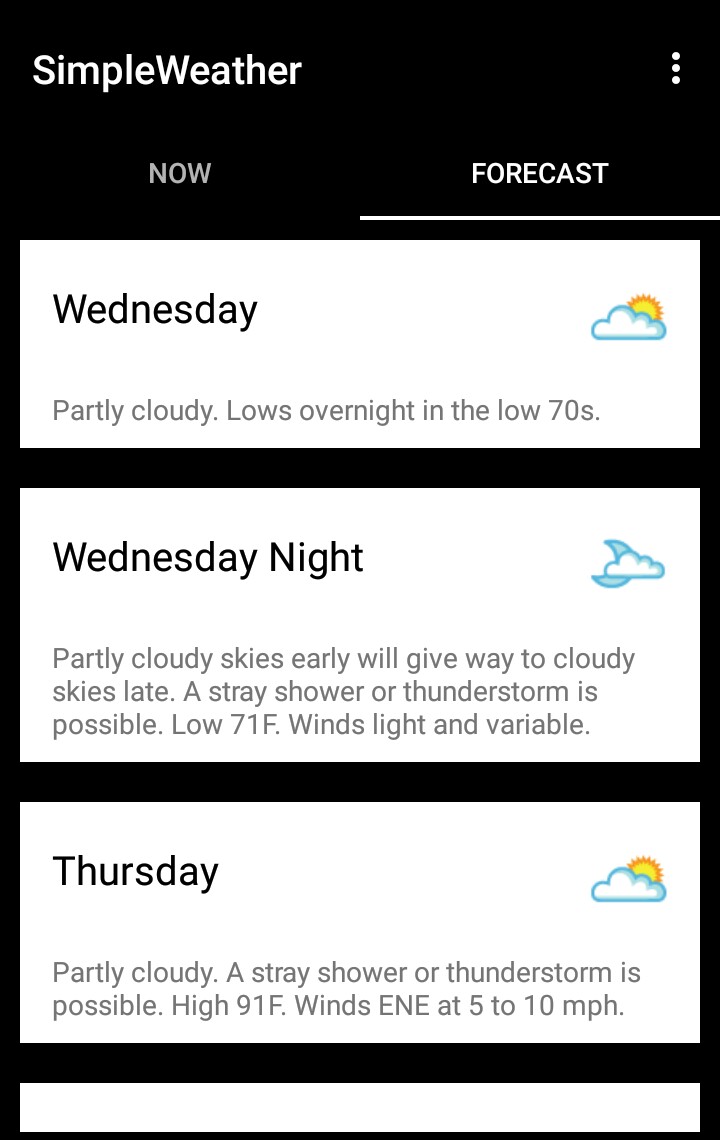 SimpleWeather
NOW
FORECAST
Wednesday
Partly cloudy. Lows overnight in the low 70s.
Wednesday Night
Partly cloudy skies early will give way to cloudy
skies late. A stray shower or thunderstorm is
possible. Low 71F. Winds light and variable.
Thursday
Partly cloudy. A stray shower or thunderstorm is
possible. High 91F. Winds ENE at 5 to 10 mph.